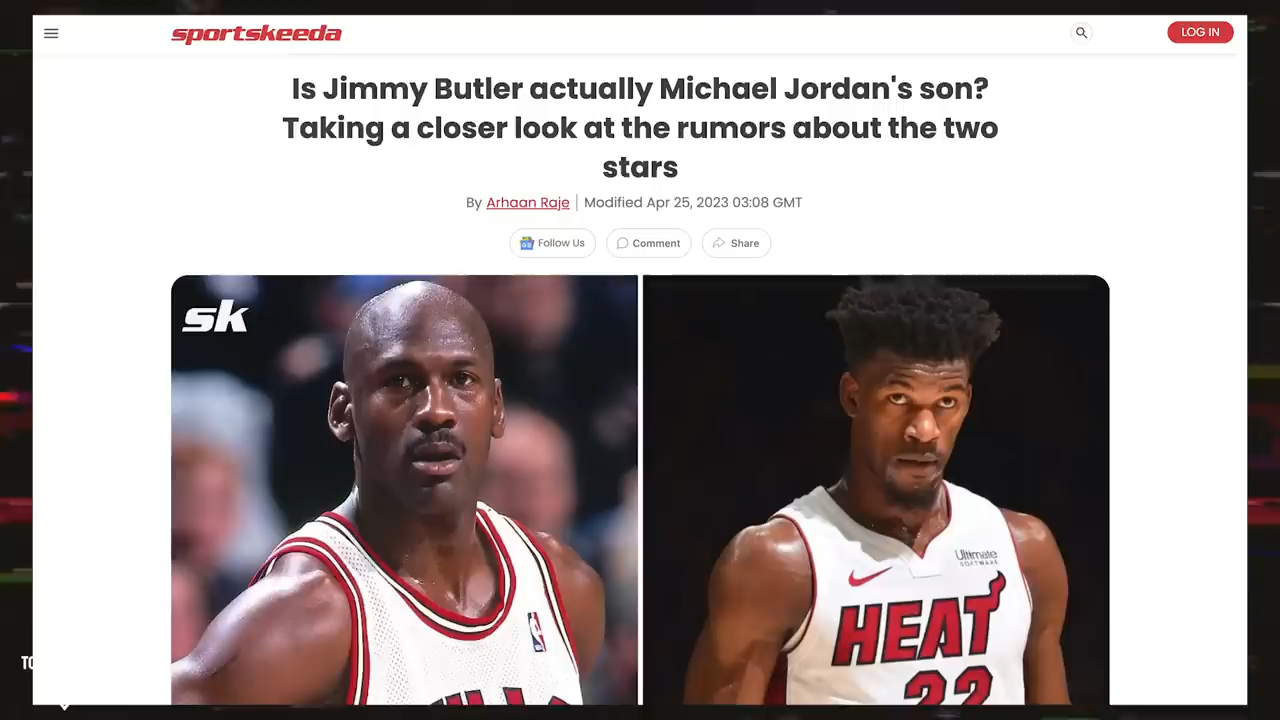 sportskeeda
LOG IN
Is Jimmy Butler actually Michael Jordan's son?
Taking a closer look at the rumors about the two
stars
By Arhaan Raje | Modified Apr 25, 2023 03:08 GMT
Follow Us
Comment
Share
sk
Ultimate
SOFTWARE
HEAT
22